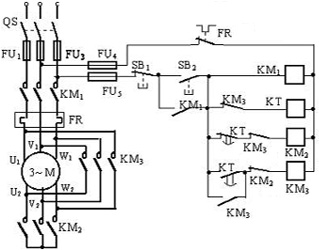 QS
FU1 FU3 FU4
FR
SB1 SB2
FU5
KM1
KM1
KM1 KM3 KT
FR
KT KM3 KM2
V1 W1
U1
KM3
3~M
KT KM2 KM3
U2 W2
V2
KM3
KM2